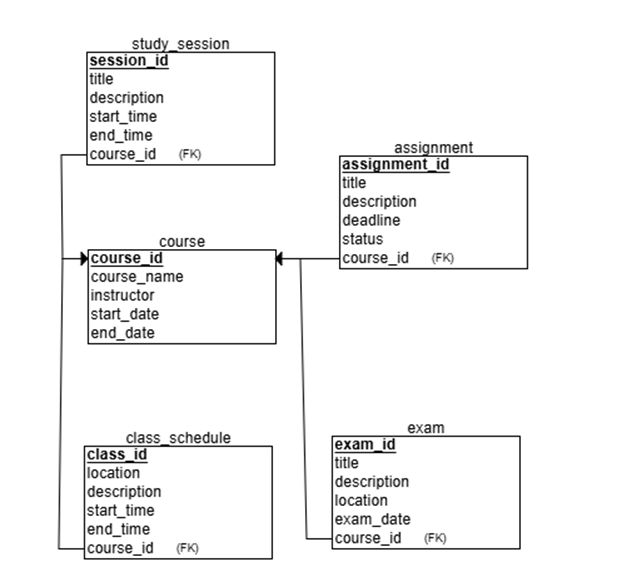 study_session
session_id
title
description
start_time
end_time
course_id (FK)
assignment
assignment_id
title
description
deadline
status
course_id (FK)
course
course_id
course_name
instructor
start_date
end_date
class_schedule
class_id
location
description
start_time
end_time
course_id (FK)
exam
exam_id
title
description
location
exam_date
course_id (FK)